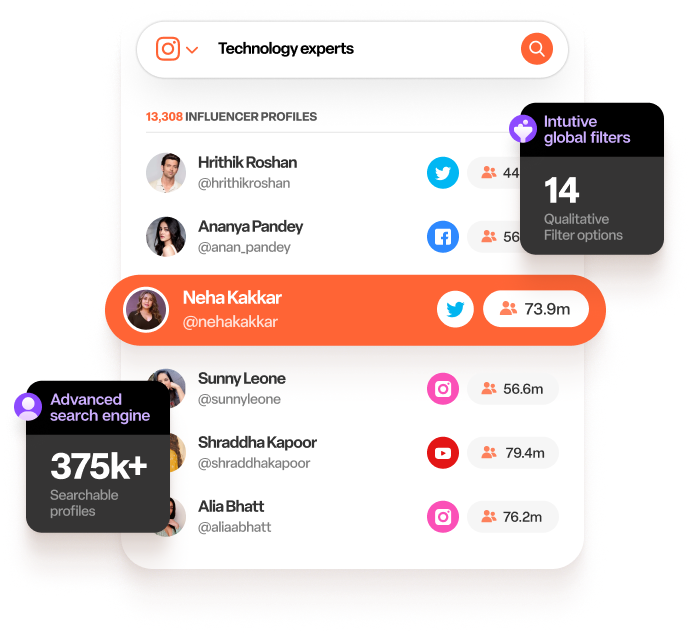 Technology experts
13,308 INFLUENCER PROFILES
Intutive
global filters
14
Qualitative
Filter options
Hrithik Roshan
@hrithikroshan
44
Ananya Pandey
@anan_pandey
56
Neha Kakkar
@nehakakkar
73.9m
Sunny Leone
@sunnyleone
56.6m
Advanced
search engine
375k+
Searchable
profiles
Shraddha Kapoor
@shraddhakapoor
79.4m
Alia Bhatt
@aliaabhatt
76.2m